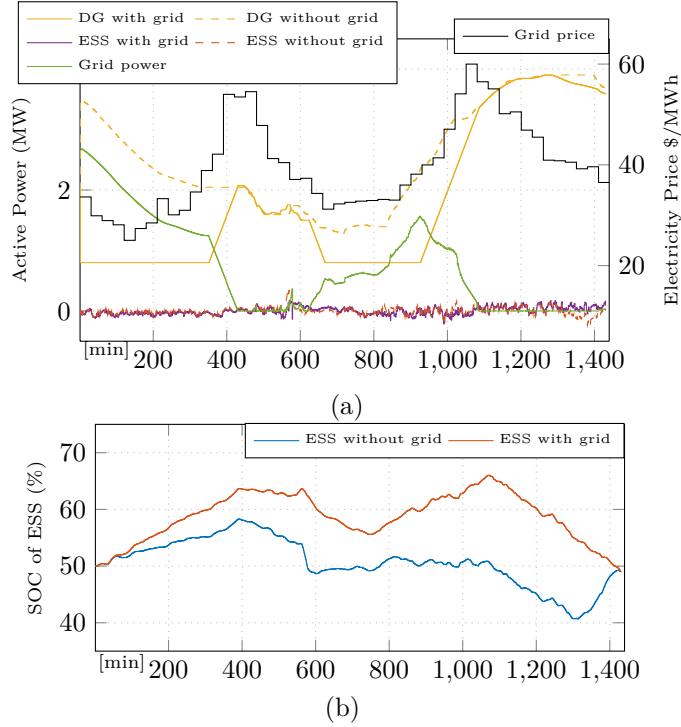 DG with grid DG without grid
ESS with grid ESS without grid
Grid power
Grid price
Active Power (MW)
2
0
Electricity Price $/MWh
60
40
20
[min] 200 400 600 800 1,000 1,200 1,400
(a)
ESS without grid ESS with grid
SOC of ESS (%)
70
60
50
40
[min] 200 400 600 800 1,000 1,200 1,400
(b)